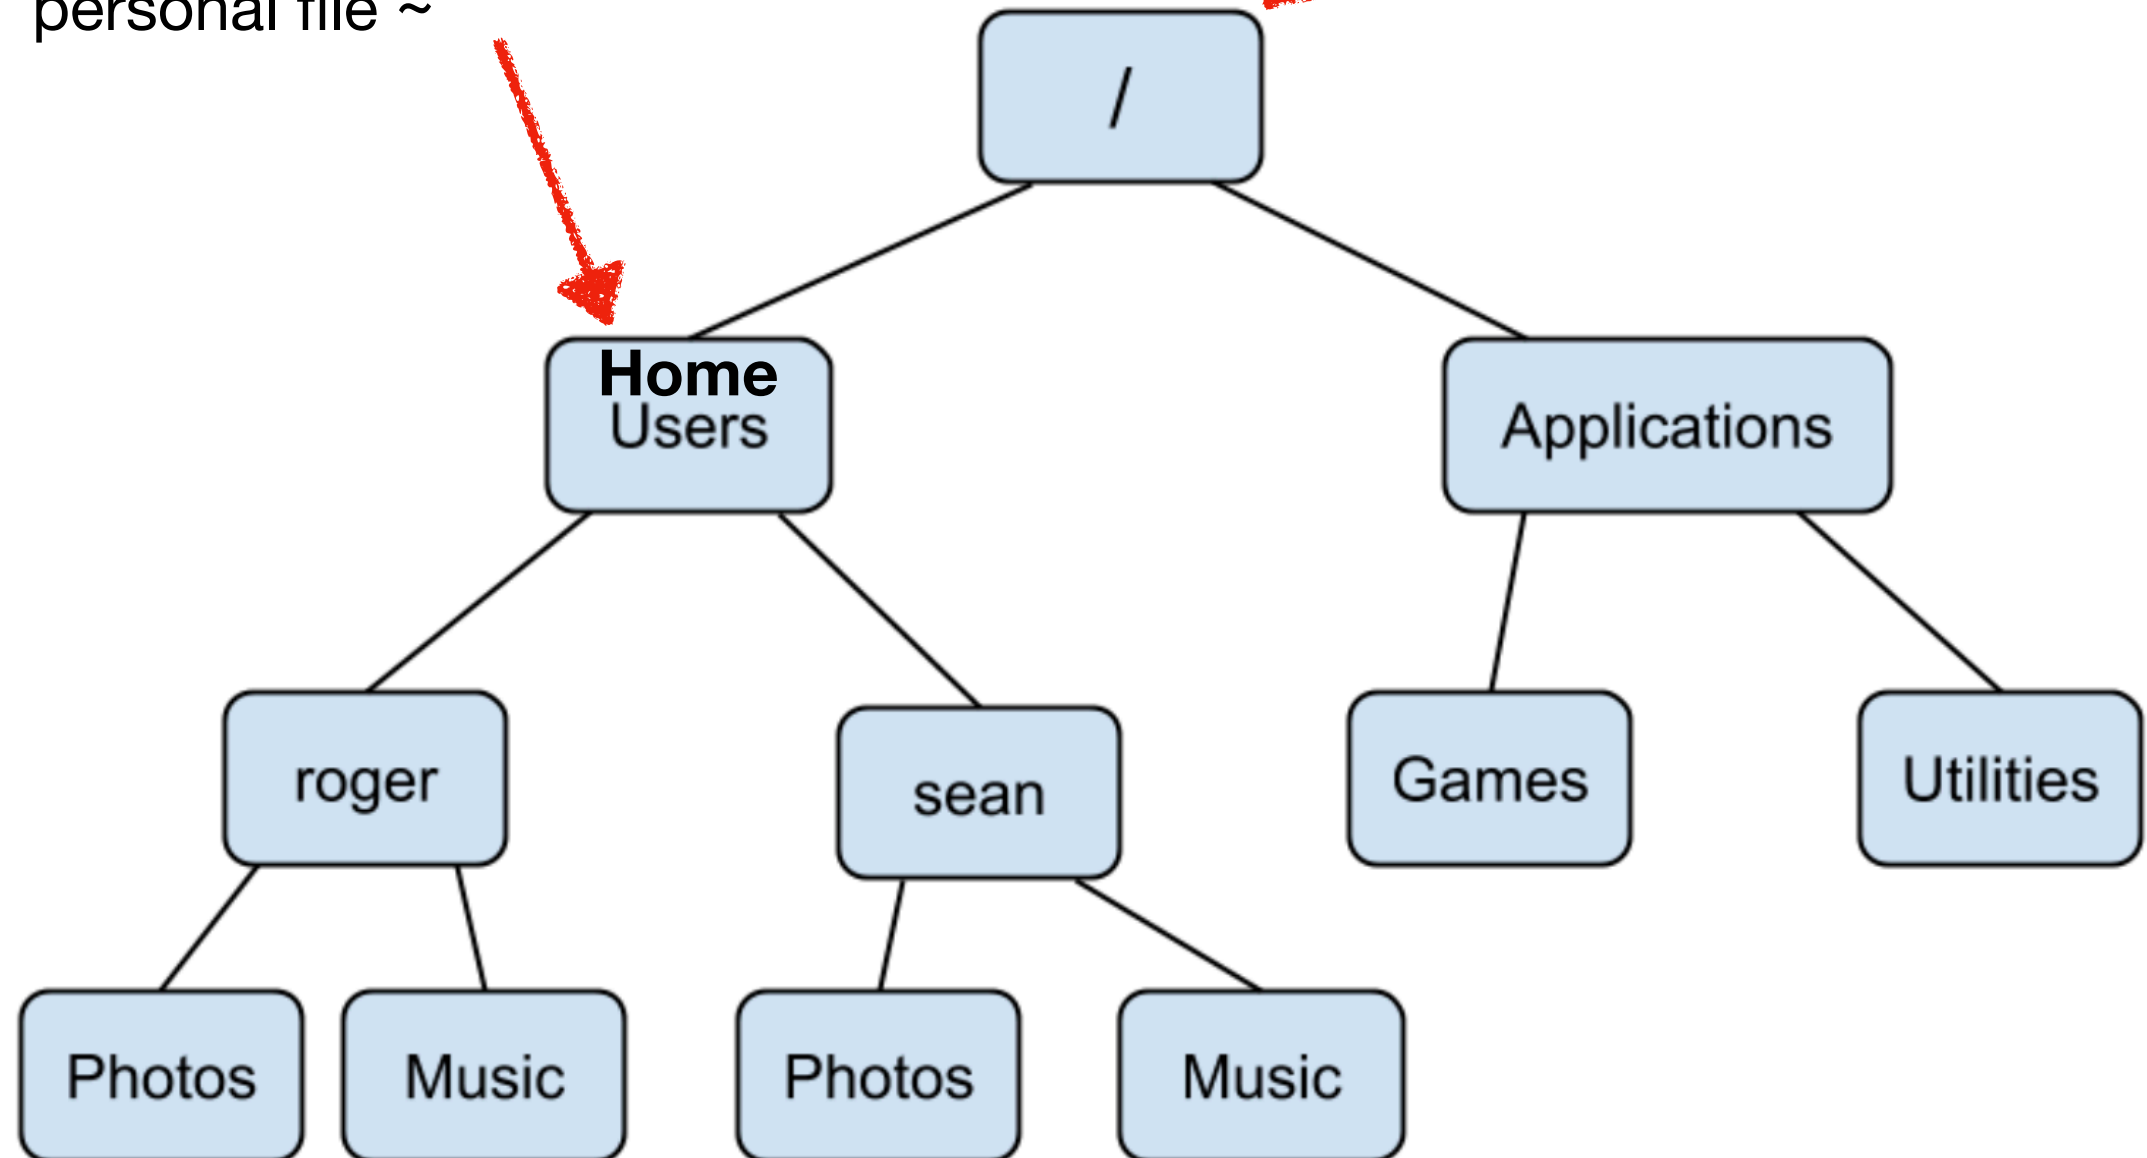 personal file ~
/
Home
Users
Applications
roger
sean
Games
Utilities
Photos
Music
Photos
Music